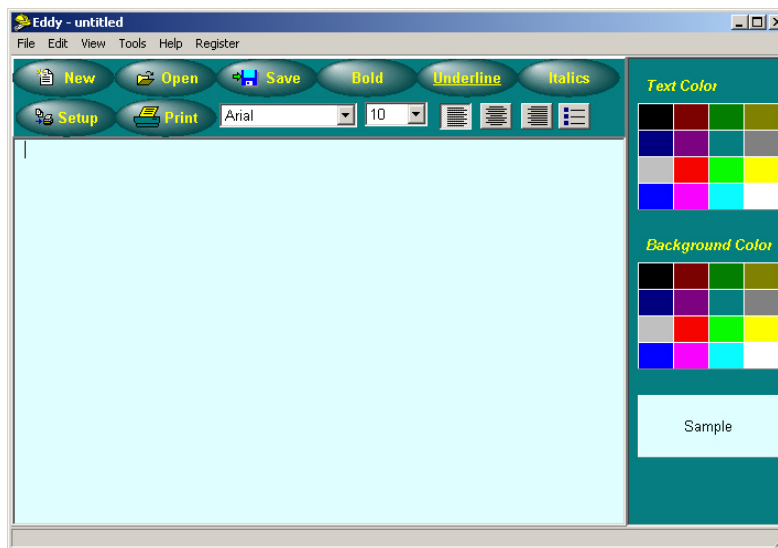 Eddy - untitled
File Edit View Tools Help Register
New Open Save Bold Underline Italics
Setup Print Arial 10
Text Color
Background Color
Sample